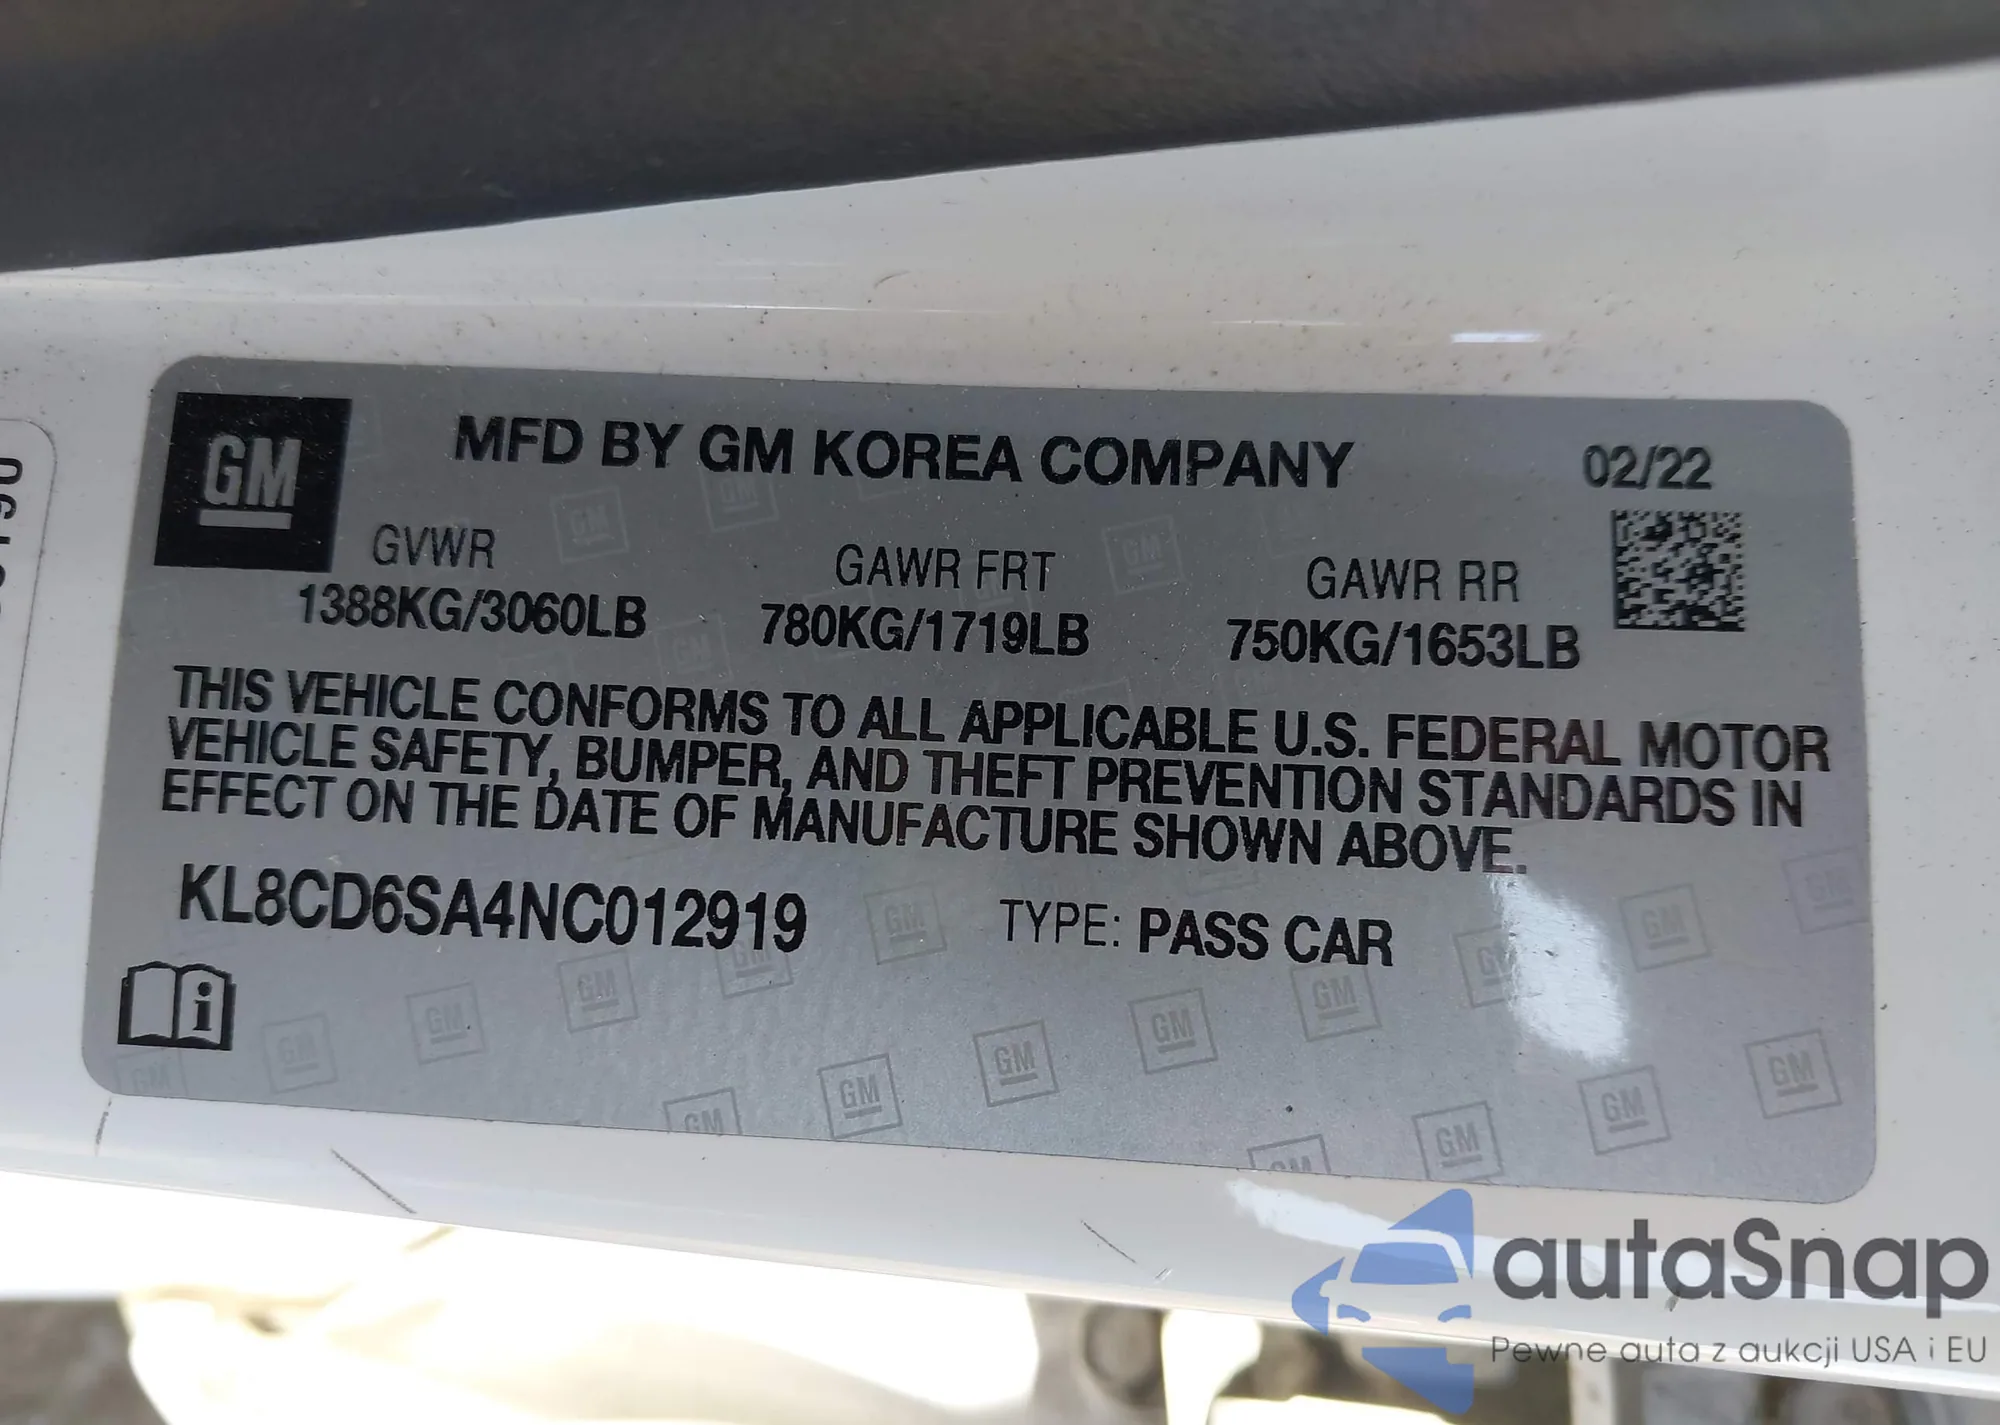 GM
MFD BY GM KOREA COMPANY 02/22
GVWR GAWR FRT GAWR RR
1388KG/3060LB 780KG/1719LB 750KG/1653LB
THIS VEHICLE CONFORMS TO ALL APPLICABLE U.S. FEDERAL MOTOR
VEHICLE SAFETY, BUMPER, AND THEFT PREVENTION STANDARDS IN
EFFECT ON THE DATE OF MANUFACTURE SHOWN ABOVE.
KL8CD6SA4NC012919 TYPE: PASS CAR
autaSnap
Pewne auta z aukcji USA i EU